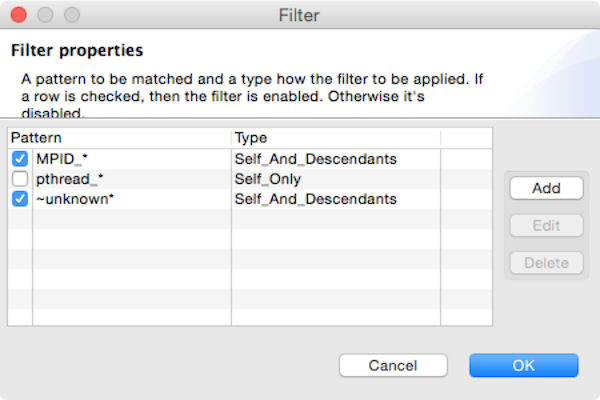 Filter
Filter properties
A pattern to be matched and a type how the filter to be applied. If
a row is checked, then the filter is enabled. Otherwise it's
disabled.
Pattern Type
MPID_* Self_And_Descendants
pthread_* Self_Only
~unknown* Self_And_Descendants
Add
Edit
Delete
Cancel OK